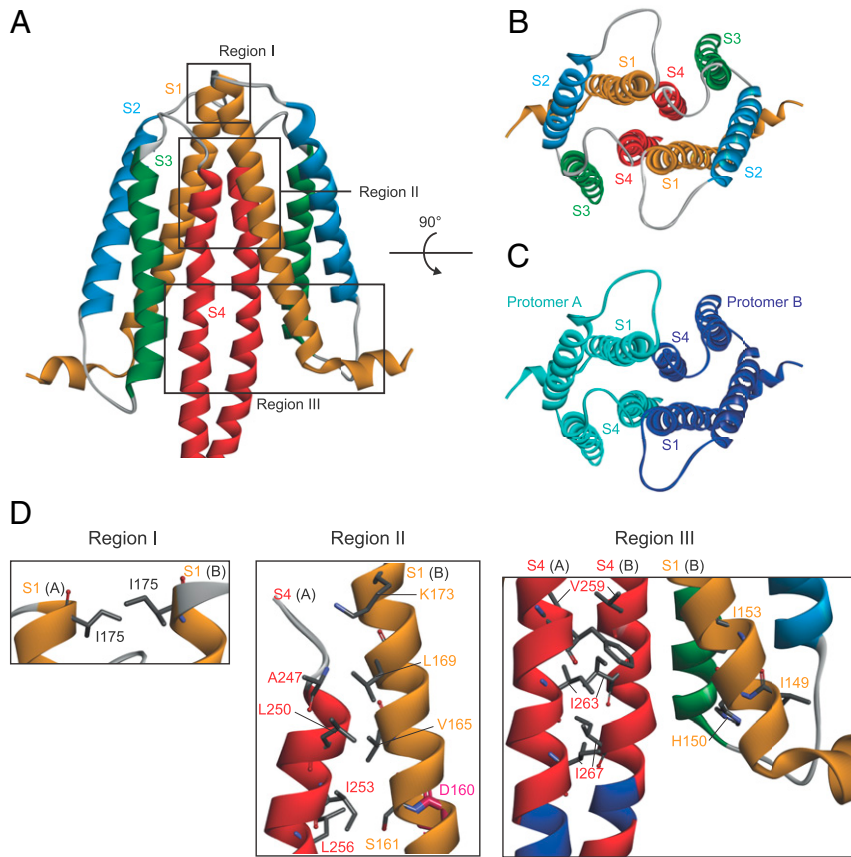 A
Region I
S1
S2
S3
Region II
S4
Region III
90°
B
S3
S1
S4
S2
S4
S1
S2
S3
C
Protomer A
Protomer B
S1
S4
S4
S1
D
Region I
S1 (A)
I175
S1 (B)
I175
Region II
S4 (A)
S1 (B)
K173
A247
L169
L250
V165
I253
D160
L256
S161
Region III
S4 (A) S4 (B) S1 (B)
V259
I153
I263
I149
H150
I267